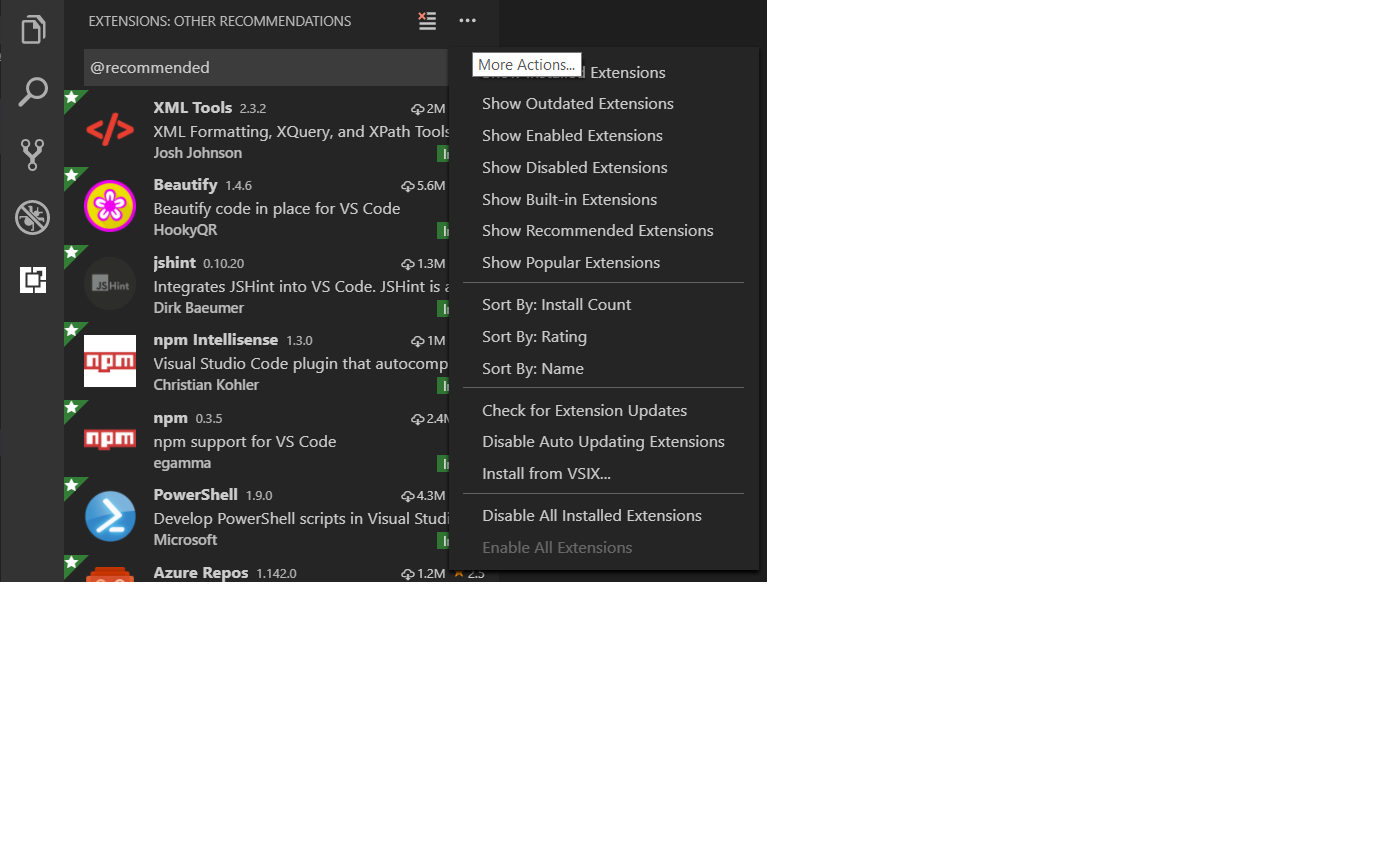 EXTENSIONS: OTHER RECOMMENDATIONS
@recommended
XML Tools 2.3.2 2M
XML Formatting, XQuery, and XPath Tools
Josh Johnson
Beautify 1.4.6 5.6M
Beautify code in place for VS Code
HookyQR
jshint 0.10.20 1.3M
JSHint
Integrates JSHint into VS Code. JSHint is a
Dirk Baeumer
npm Intellisense 1.3.0 1M
npm
Visual Studio Code plugin that autocomp
Christian Kohler
npm 0.3.5 2.4M
npm
npm support for VS Code
egamma
PowerShell 1.9.0 4.3M
Develop PowerShell scripts in Visual Studi
Microsoft
Azure Repos 1.142.0 1.2M 2.5
More Actions...
Extensions
Show Outdated Extensions
Show Enabled Extensions
Show Disabled Extensions
Show Built-in Extensions
Show Recommended Extensions
Show Popular Extensions
Sort By: Install Count
Sort By: Rating
Sort By: Name
Check for Extension Updates
Disable Auto Updating Extensions
Install from VSIX...
Disable All Installed Extensions
Enable All Extensions